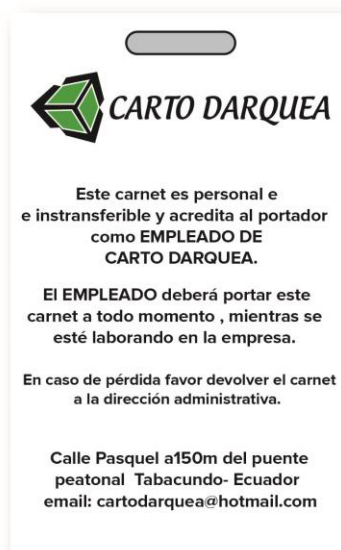 CARTO DARQUEA
Este carnet es personal e
e instransferible y acredita al portador
como EMPLEADO DE
CARTO DARQUEA.
El EMPLEADO deberá portar este
carnet a todo momento , mientras se
esté laborando en la empresa.
En caso de pérdida favor devolver el carnet
a la dirección administrativa.
Calle Pasquel a150m del puente
peatonal Tabacundo- Ecuador
email: cartodarquea@hotmail.com